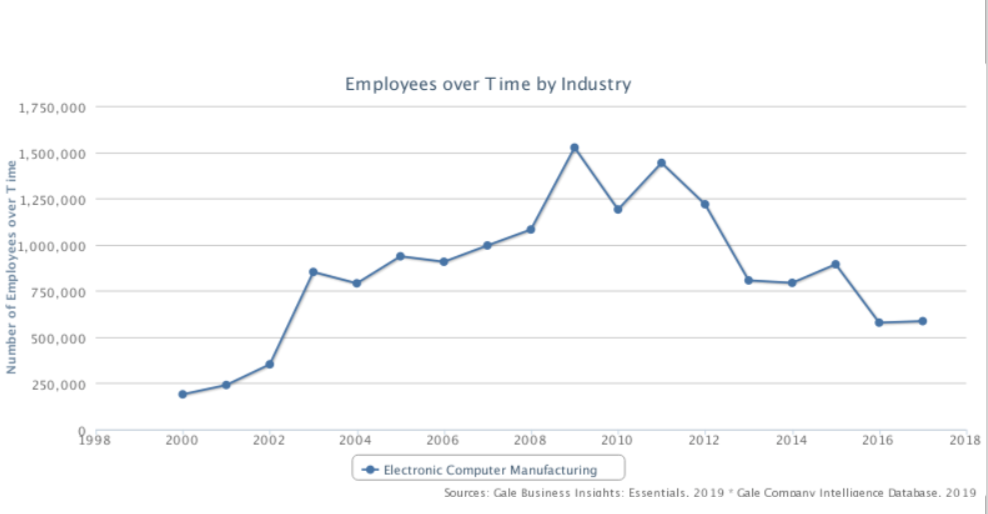 Employees over Time by Industry
1,750,000
1,500,000
1,250,000
1,000,000
750,000
500,000
250,000
0
Number of Employees over Time
1998 2000 2002 2004 2006 2008 2010 2012 2014 2016 2018
Electronic Computer Manufacturing
Sources: Gale Business Insights: Essentials, 2019 * Gale Company Intelligence Database, 2019